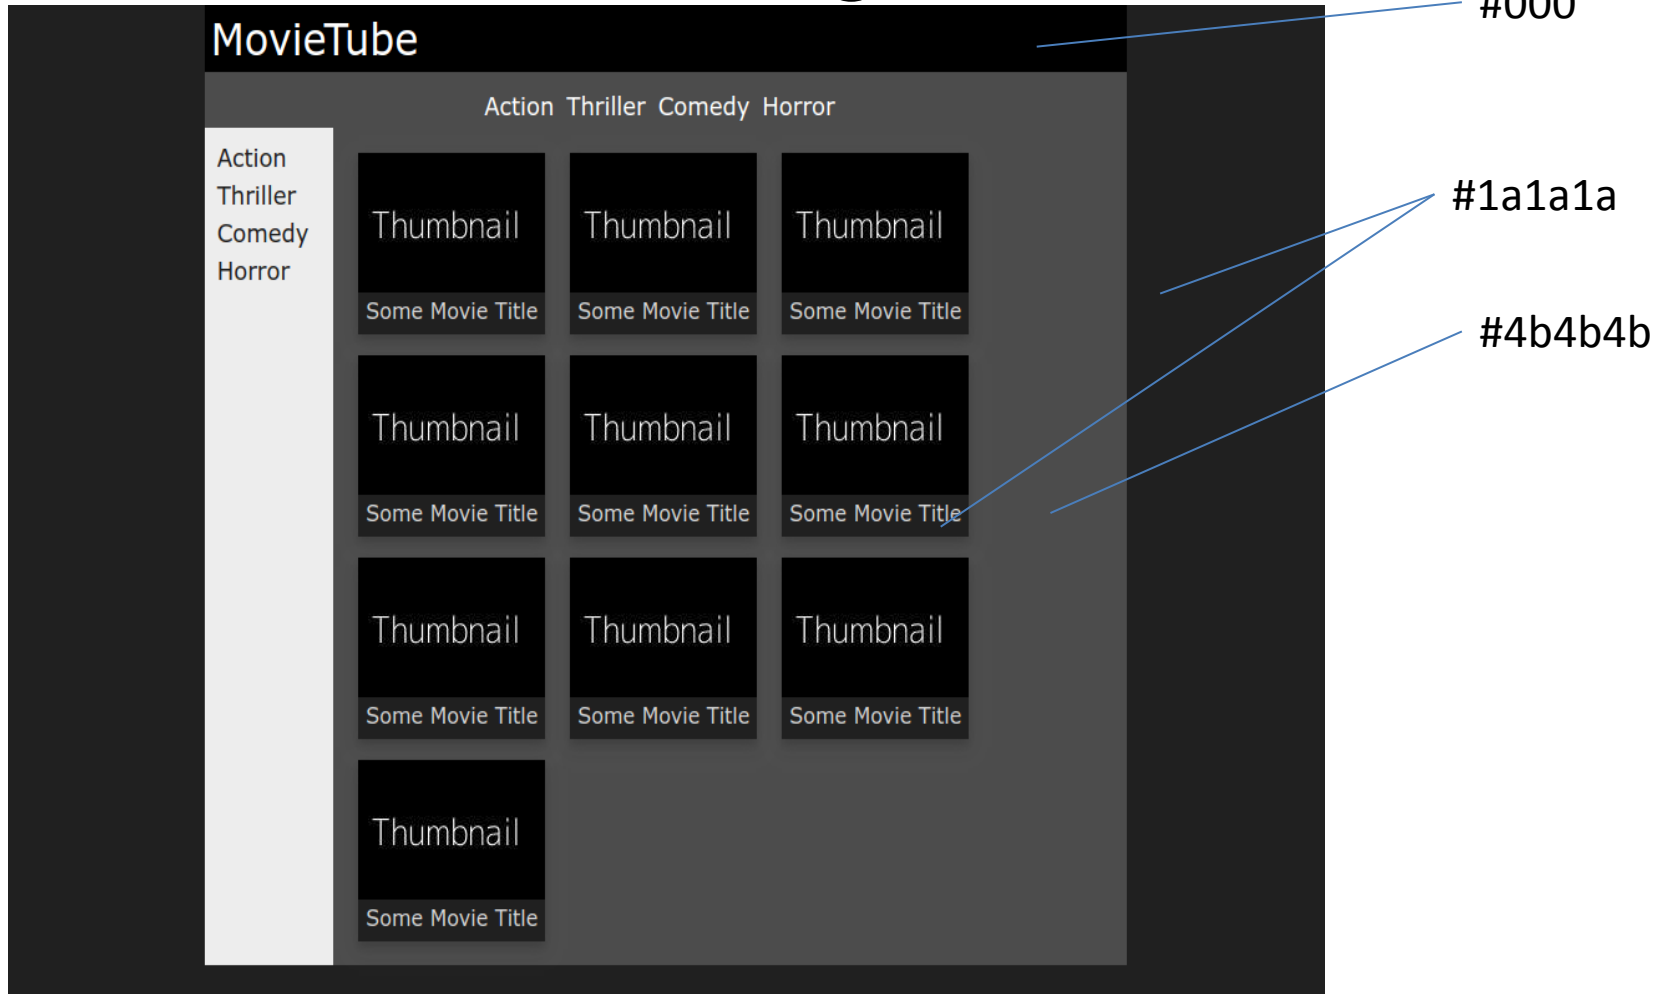 #000
MovieTube
Action Thriller Comedy Horror
Action
Thriller
Comedy
Horror
Thumbnail Thumbnail Thumbnail
Some Movie Title Some Movie Title Some Movie Title
Thumbnail Thumbnail Thumbnail
Some Movie Title Some Movie Title Some Movie Title
Thumbnail Thumbnail Thumbnail
Some Movie Title Some Movie Title Some Movie Title
Thumbnail
Some Movie Title
#1a1a1a
#4b4b4b